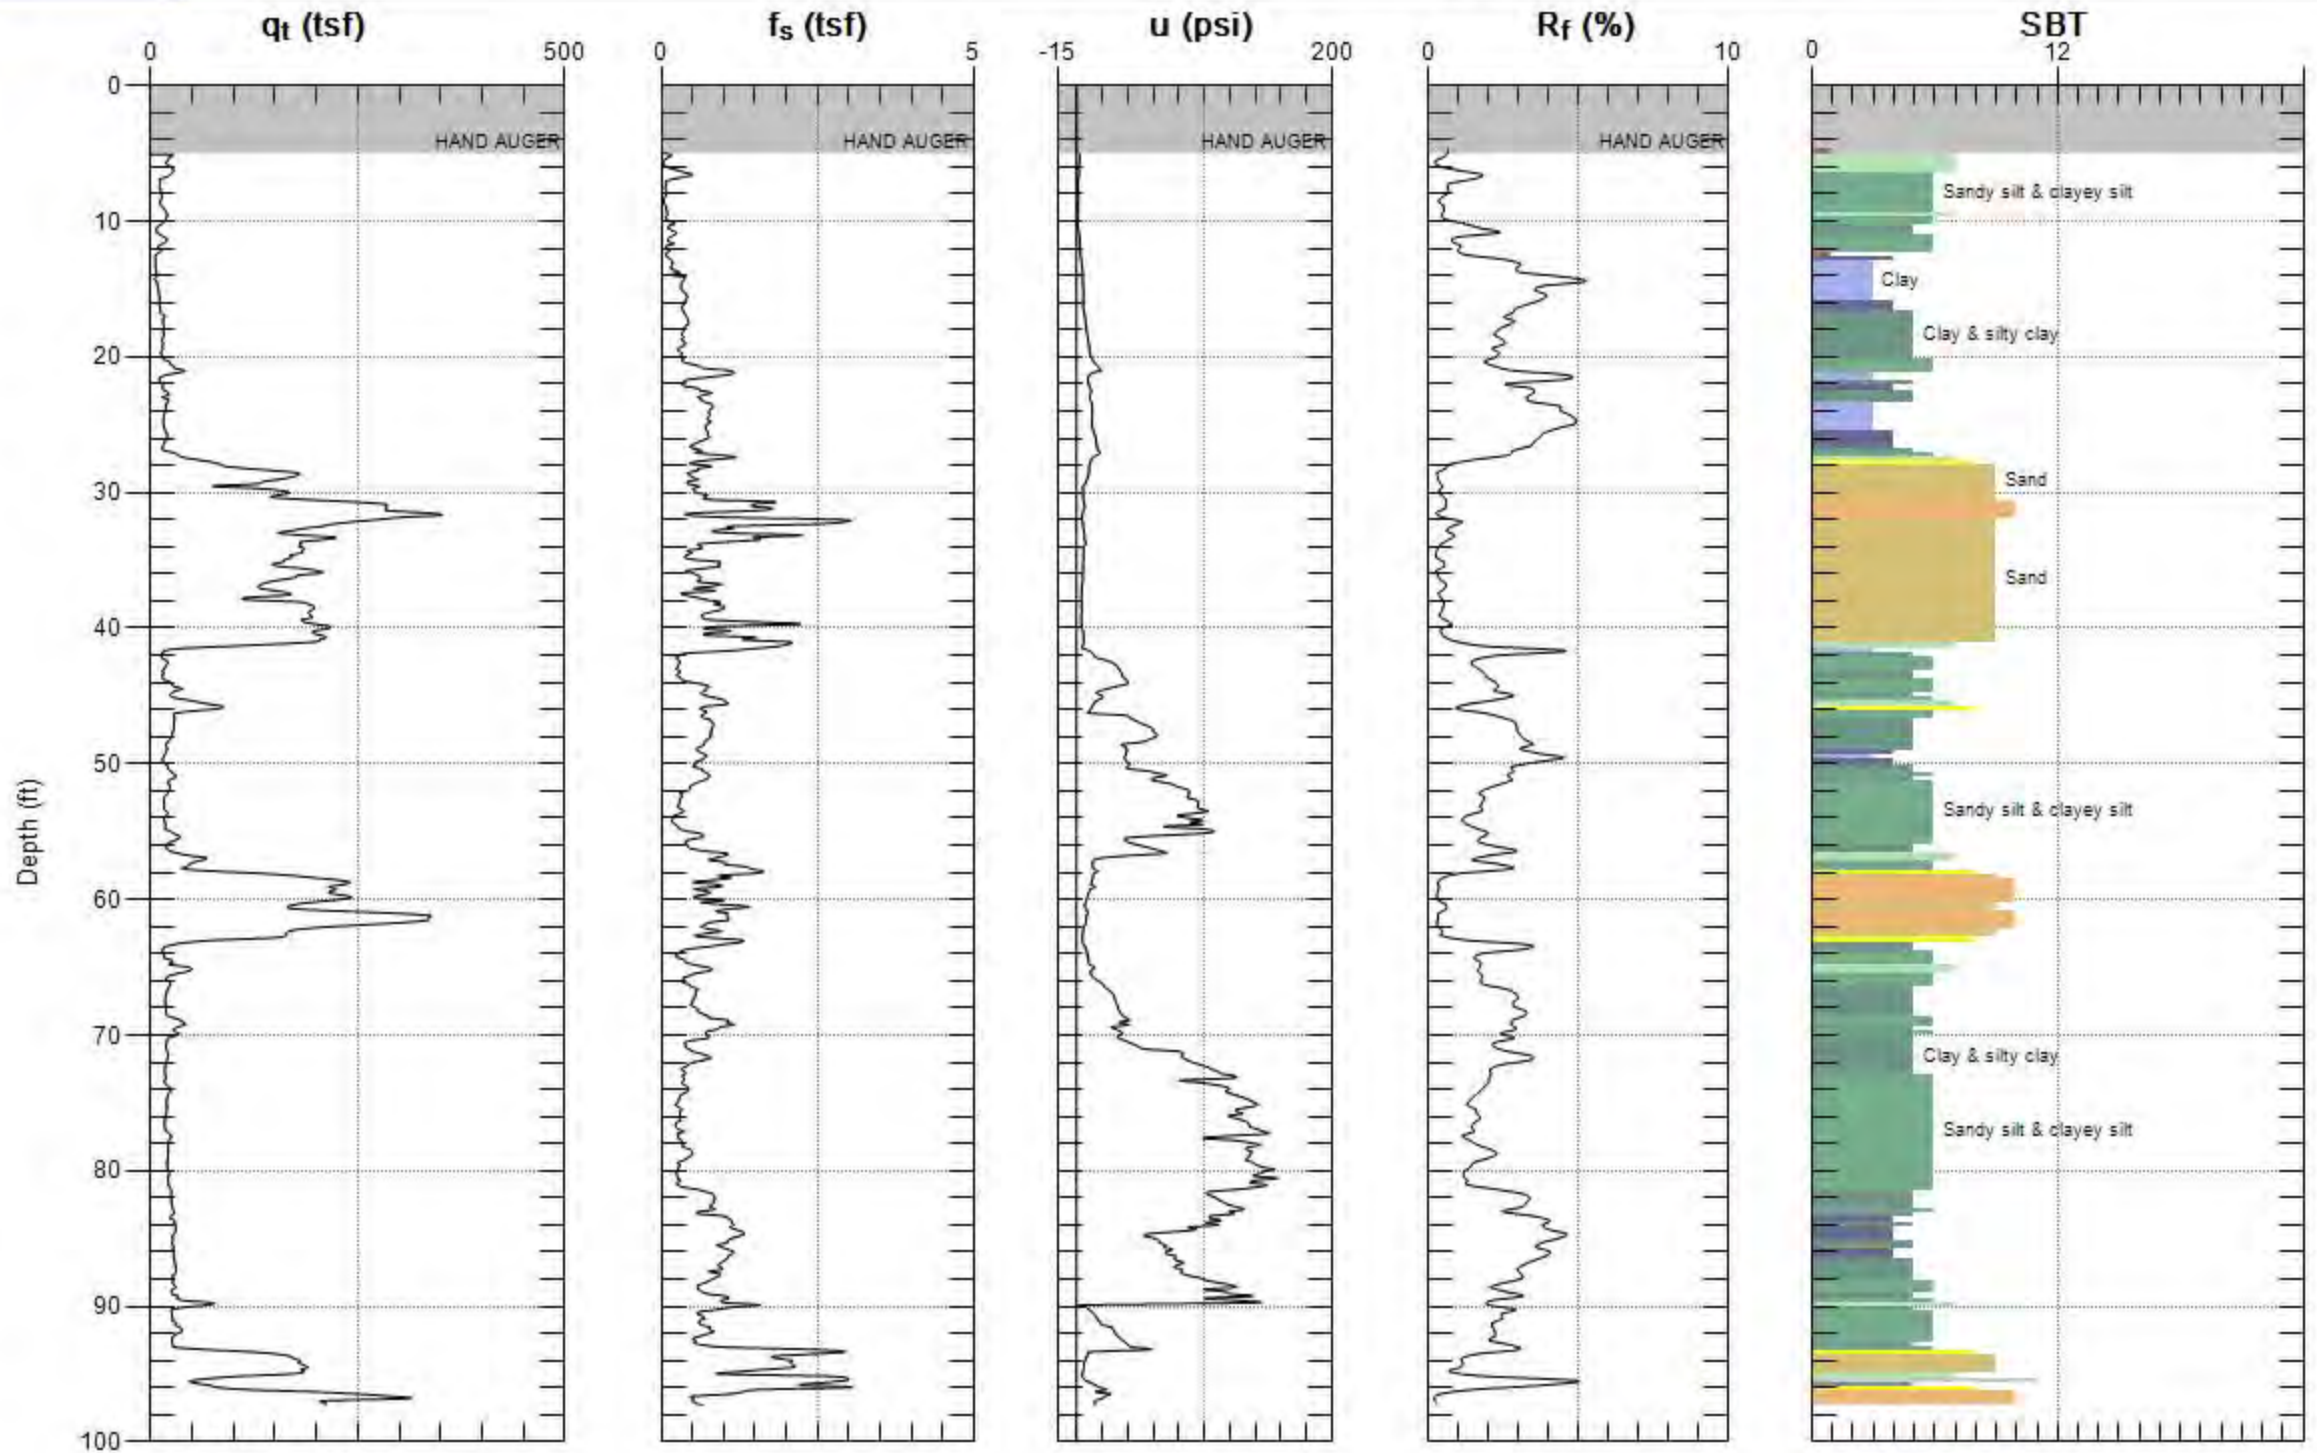 qt (tsf) fs (tsf) u (psi) Rf (%) SBT
0 500 0 5 -15 200 0 10 0 12
0
HAND AUGER HAND AUGER HAND AUGER HAND AUGER
Sandy silt & clayey silt
10
Clay
Clay & silty clay
20
Sand
30
Sand
40
50
Sandy silt & clayey silt
Depth (ft)
60
70
Clay & silty clay
Sandy silt & clayey silt
80
90
100